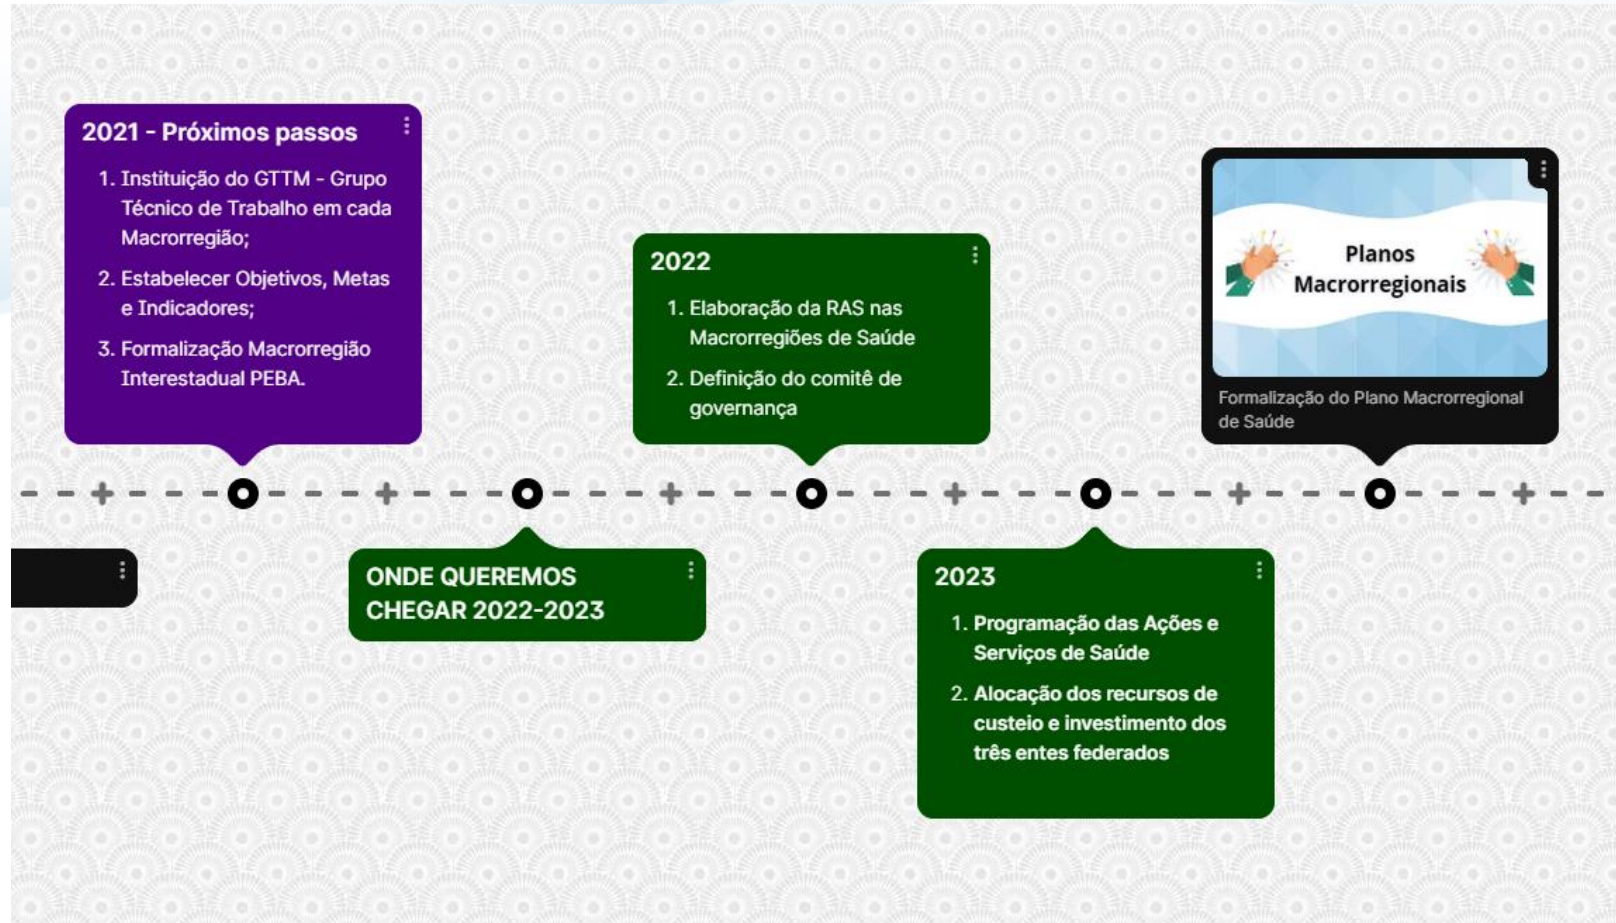 2021 - Próximos passos
1. Instituição do GTTM - Grupo
Técnico de Trabalho em cada
Macrorregião;
2. Estabelecer Objetivos, Metas
e Indicadores;
3. Formalização Macrorregião
Interestadual PEBA.
ONDE QUEREMOS
CHEGAR 2022-2023
2022
1. Elaboração da RAS nas
Macrorregiões de Saúde
2. Definição do comitê de
governança
2023
1. Programação das Ações e
Serviços de Saúde
2. Alocação dos recursos de
custeio e investimento dos
três entes federados
Planos
Macrorregionais
Formalização do Plano Macrorregional
de Saúde